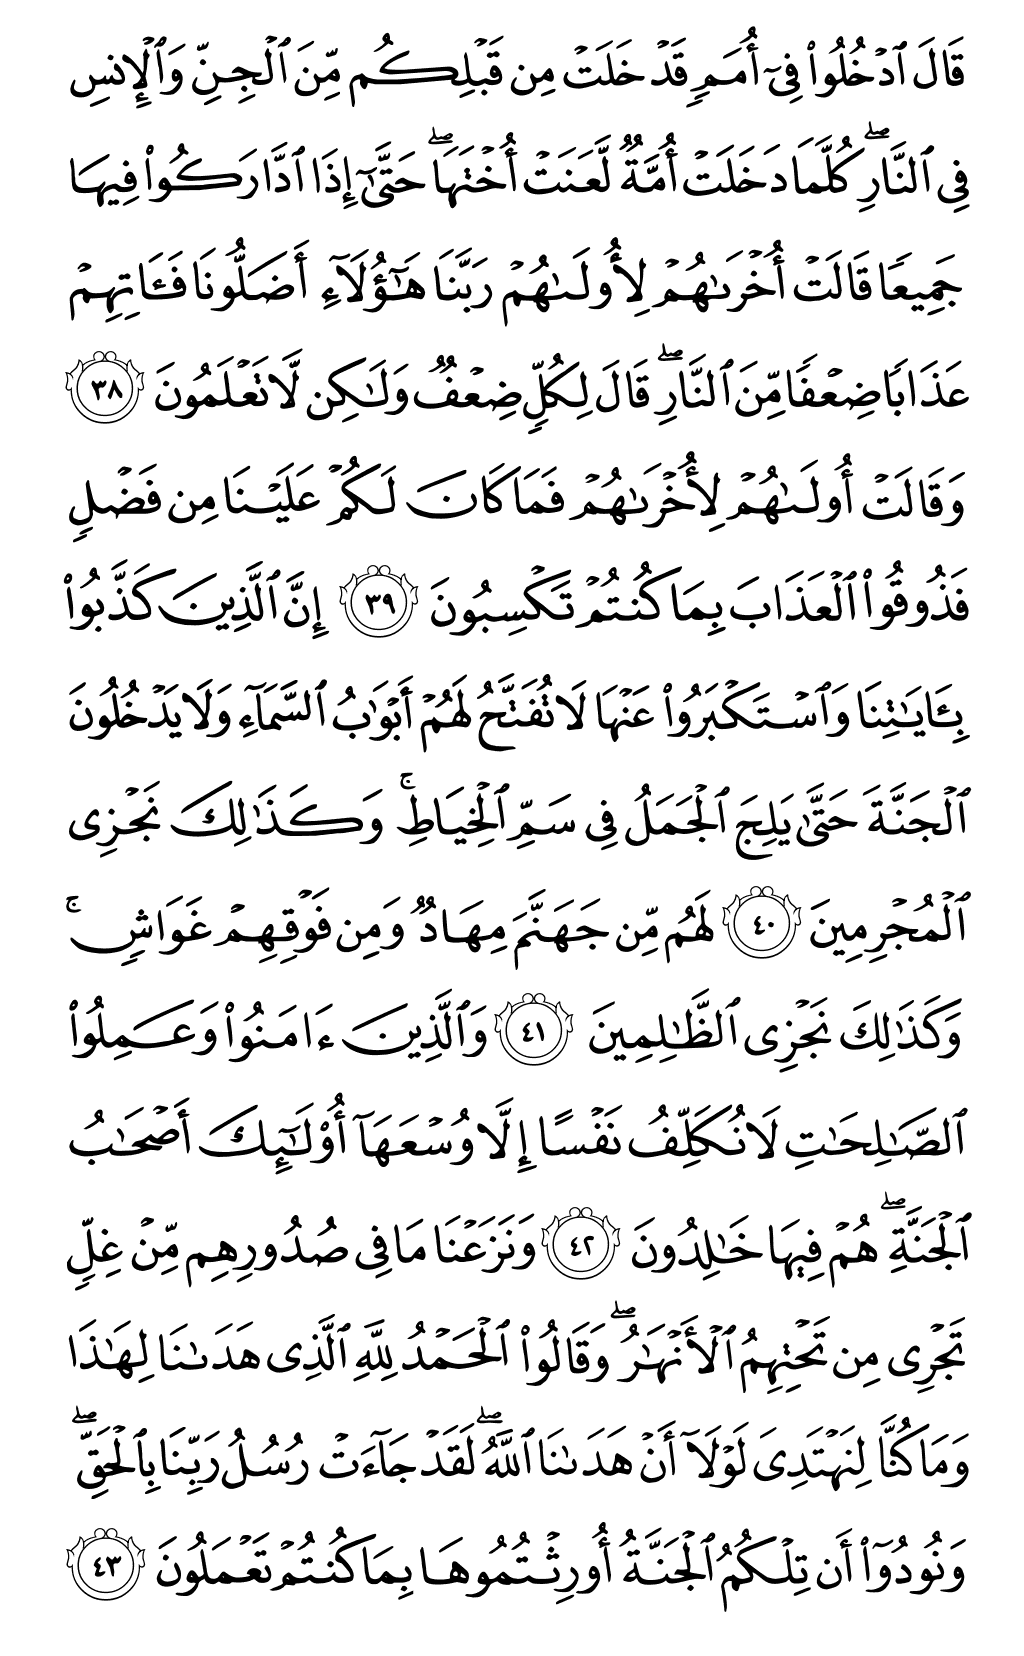 قَالَ ٱدۡخُلُواْ فِيٓ أُمَمٖ قَدۡ خَلَتۡ مِن قَبۡلِكُم مِّنَ ٱلۡجِنِّ وَٱلۡإِنسِ
فِي ٱلنَّارِۖ كُلَّمَا دَخَلَتۡ أُمَّةٞ لَّعَنَتۡ أُخۡتَهَاۖ حَتَّىٰٓ إِذَا ٱدَّارَكُواْ فِيهَا
جَمِيعٗا قَالَتۡ أُخۡرَىٰهُمۡ لِأُولَىٰهُمۡ رَبَّنَا هَٰٓؤُلَآءِ أَضَلُّونَا فَـَٔاتِهِمۡ
عَذَابٗا ضِعۡفٗا مِّنَ ٱلنَّارِۖ قَالَ لِكُلّٖ ضِعۡفٞ وَلَٰكِن لَّا تَعۡلَمُونَ ٣٨
وَقَالَتۡ أُولَىٰهُمۡ لِأُخۡرَىٰهُمۡ فَمَا كَانَ لَكُمۡ عَلَيۡنَا مِن فَضۡلٖ
فَذُوقُواْ ٱلۡعَذَابَ بِمَا كُنتُمۡ تَكۡسِبُونَ ٣٩ إِنَّ ٱلَّذِينَ كَذَّبُواْ
بِـَٔايَٰتِنَا وَٱسۡتَكۡبَرُواْ عَنۡهَا لَا تُفَتَّحُ لَهُمۡ أَبۡوَٰبُ ٱلسَّمَآءِ وَلَا يَدۡخُلُونَ
ٱلۡجَنَّةَ حَتَّىٰ يَلِجَ ٱلۡجَمَلُ فِي سَمِّ ٱلۡخِيَاطِۚ وَكَذَٰلِكَ نَجۡزِي
ٱلۡمُجۡرِمِينَ ٤٠ لَهُم مِّن جَهَنَّمَ مِهَادٞ وَمِن فَوۡقِهِمۡ غَوَاشٖۚ
وَكَذَٰلِكَ نَجۡزِي ٱلظَّٰلِمِينَ ٤١ وَٱلَّذِينَ ءَامَنُواْ وَعَمِلُواْ
ٱلصَّٰلِحَٰتِ لَا نُكَلِّفُ نَفۡسًا إِلَّا وُسۡعَهَآ أُوْلَٰٓئِكَ أَصۡحَٰبُ
ٱلۡجَنَّةِۖ هُمۡ فِيهَا خَٰلِدُونَ ٤٢ وَنَزَعۡنَا مَا فِي صُدُورِهِم مِّنۡ غِلّٖ
تَجۡرِي مِن تَحۡتِهِمُ ٱلۡأَنۡهَٰرُۖ وَقَالُواْ ٱلۡحَمۡدُ لِلَّهِ ٱلَّذِي هَدَىٰنَا لِهَٰذَا
وَمَا كُنَّا لِنَهۡتَدِيَ لَوۡلَآ أَنۡ هَدَىٰنَا ٱللَّهُۖ لَقَدۡ جَآءَتۡ رُسُلُ رَبِّنَا بِٱلۡحَقِّۖ
وَنُودُوٓاْ أَن تِلۡكُمُ ٱلۡجَنَّةُ أُورِثۡتُمُوهَا بِمَا كُنتُمۡ تَعۡمَلُونَ ٤٣